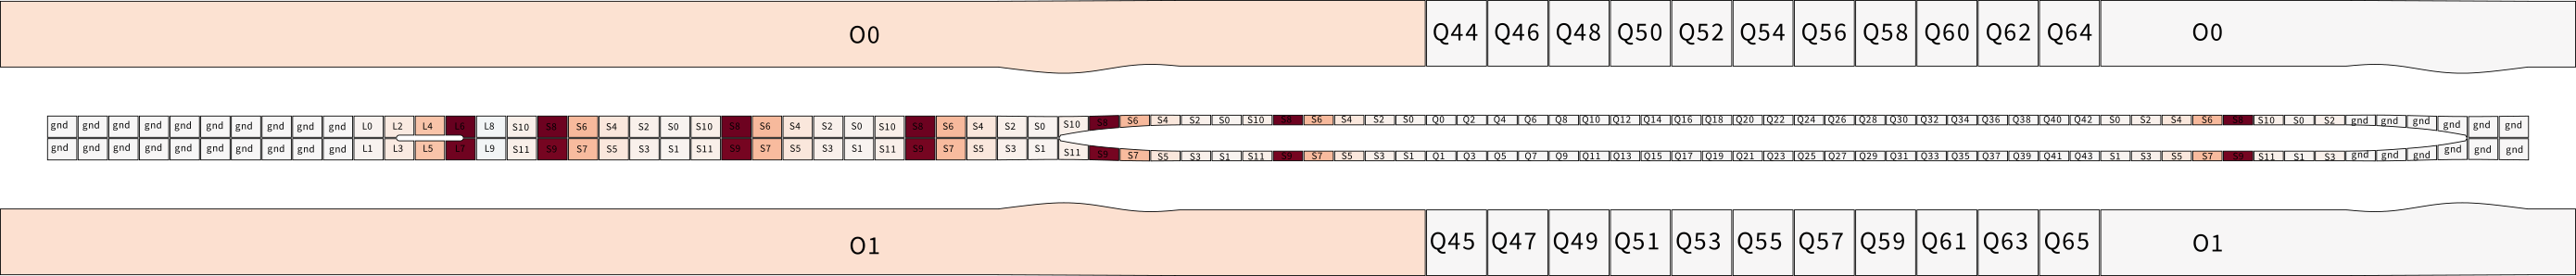 O0 Q44 Q46 Q48 Q50 Q52 Q54 Q56 Q58 Q60 Q62 Q64 O0
gnd gnd gnd gnd gnd gnd gnd gnd gnd gnd L0 L2 L4 L6 L8 S10 S8 S6 S4 S2 S0 S10 S8 S6 S4 S2 S0 S10 S8 S6 S4 S2 S0 S10 S8 S6 S4 S2 S0 S10 S8 S6 S4 S2 S0 Q0 Q2 Q4 Q6 Q8 Q10 Q12 Q14 Q16 Q18 Q20 Q22 Q24 Q26 Q28 Q30 Q32 Q34 Q36 Q38 Q40 Q42 S0 S2 S4 S6 S8 S10 S0 S2 gnd gnd gnd gnd gnd gnd
gnd gnd gnd gnd gnd gnd gnd gnd gnd gnd L1 L3 L5 L7 L9 S11 S9 S7 S5 S3 S1 S11 S9 S7 S5 S3 S1 S11 S9 S7 S5 S3 S1 S11 S9 S7 S5 S3 S1 S11 S9 S7 S5 S3 S1 Q1 Q3 Q5 Q7 Q9 Q11 Q13 Q15 Q17 Q19 Q21 Q23 Q25 Q27 Q29 Q31 Q33 Q35 Q37 Q39 Q41 Q43 S1 S3 S5 S7 S9 S11 S1 S3 gnd gnd gnd gnd gnd gnd
O1 Q45 Q47 Q49 Q51 Q53 Q55 Q57 Q59 Q61 Q63 Q65 O1